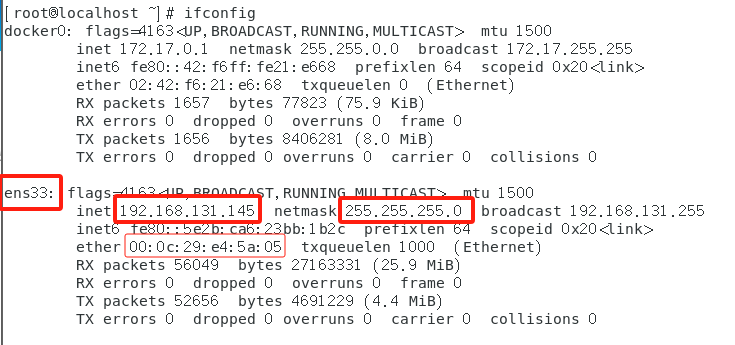 [root@localhost ~]# ifconfig
docker0: flags=4163<UP,BROADCAST,RUNNING,MULTICAST>  mtu 1500
        inet 172.17.0.1  netmask 255.255.0.0  broadcast 172.17.255.255
        inet6 fe80::42:f6ff:fe21:e668  prefixlen 64  scopeid 0x20<link>
        ether 02:42:f6:21:e6:68  txqueuelen 0  (Ethernet)
        RX packets 1657  bytes 77823 (75.9 KiB)
        RX errors 0  dropped 0  overruns 0  frame 0
        TX packets 1656  bytes 8406281 (8.0 MiB)
        TX errors 0  dropped 0 overruns 0  carrier 0  collisions 0
ens33: flags=4163<UP,BROADCAST,RUNNING,MULTICAST>  mtu 1500
        inet 192.168.131.145  netmask 255.255.255.0  broadcast 192.168.131.255
        inet6 fe80::5e2b:ca6:23bb:1b2c  prefixlen 64  scopeid 0x20<link>
        ether 00:0c:29:e4:5a:05  txqueuelen 1000  (Ethernet)
        RX packets 56049  bytes 27163331 (25.9 MiB)
        RX errors 0  dropped 0  overruns 0  frame 0
        TX packets 52656  bytes 4691229 (4.4 MiB)
        TX errors 0  dropped 0 overruns 0  carrier 0  collisions 0